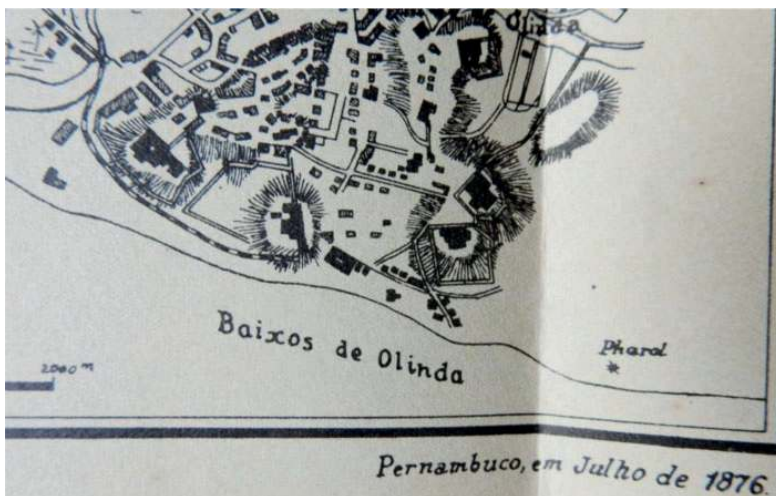 Olinda
Baixos de Olinda
Pharol
2000 m
Pernambuco, em Julho de 1876